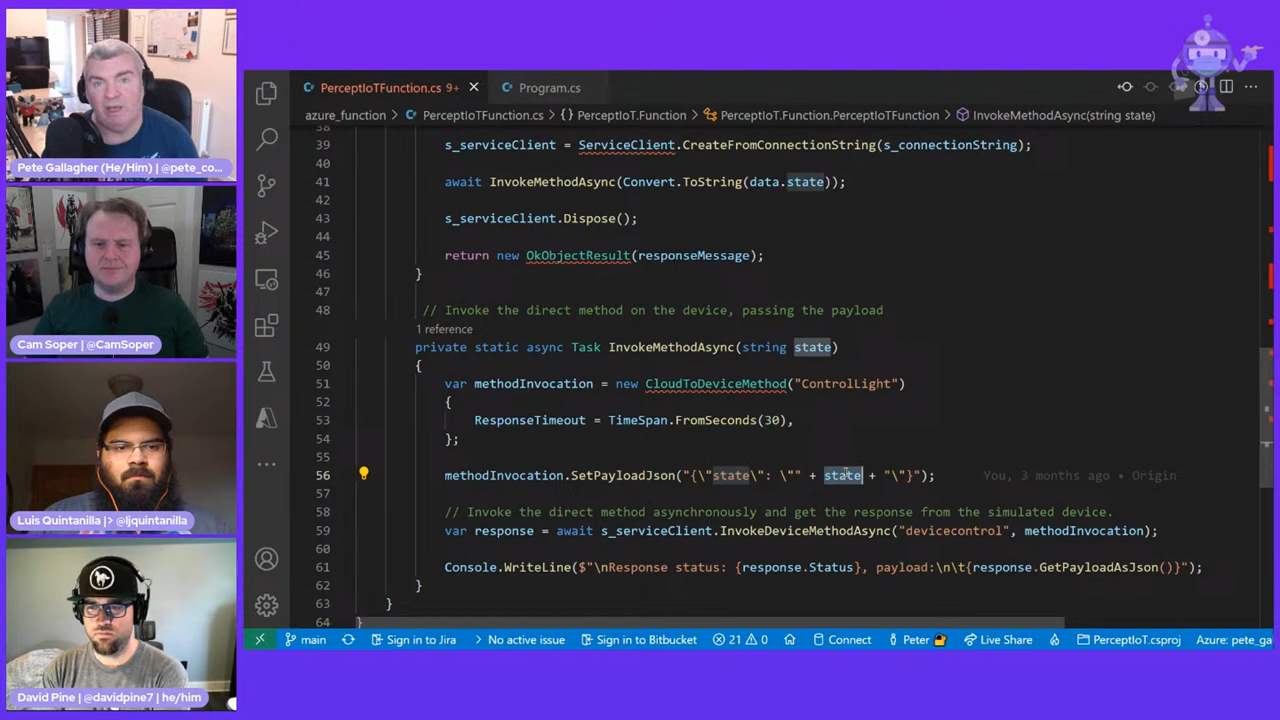 Pete Gallagher (He/Him) | @pete_co...
Cam Soper | @CamSoper
Luis Quintanilla |> @ljquintanilla
David Pine | @davidpine7 | he/him
PerceptIoTFunction.cs 9+
Program.cs
azure_function > PerceptIoTFunction.cs > {} PerceptIoT.Function > PerceptIoT.Function.PerceptIoTFunction > InvokeMethodAsync(string state)
38
39 s_serviceClient = ServiceClient.CreateFromConnectionString(s_connectionString);
40
41 await InvokeMethodAsync(Convert.ToString(data.state));
42
43 s_serviceClient.Dispose();
44
45 return new OkObjectResult(responseMessage);
46 }
47
48 // Invoke the direct method on the device, passing the payload
1 reference
49 private static async Task InvokeMethodAsync(string state)
50 {
51 var methodInvocation = new CloudToDeviceMethod("ControlLight")
52 {
53 ResponseTimeout = TimeSpan.FromSeconds(30),
54 };
55
56 methodInvocation.SetPayloadJson("{\"state\": \"" + state + "\"}"); You, 3 months ago • Origin
57
58 // Invoke the direct method asynchronously and get the response from the simulated device.
59 var response = await s_serviceClient.InvokeDeviceMethodAsync("devicecontrol", methodInvocation);
60
61 Console.WriteLine($"\nResponse status: {response.Status}, payload:\n\t{response.GetPayloadAsJson()}");
62 }
63 }
64 }
main Sign in to Jira No active issue Sign in to Bitbucket 21 0 Connect Peter Live Share PerceptIoT.csproj Azure: pete_ga